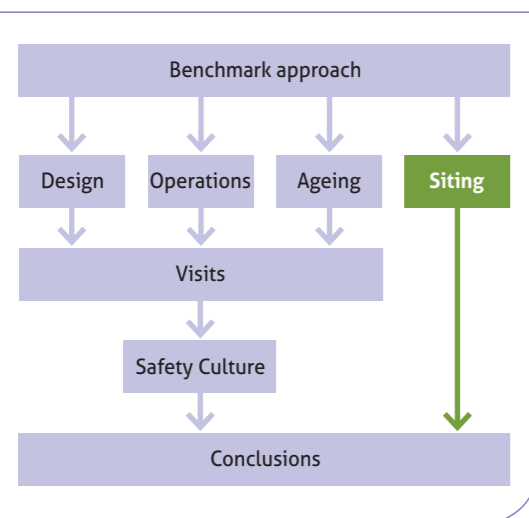 Benchmark approach
Design
Operations
Ageing
Siting
Visits
Safety Culture
Conclusions